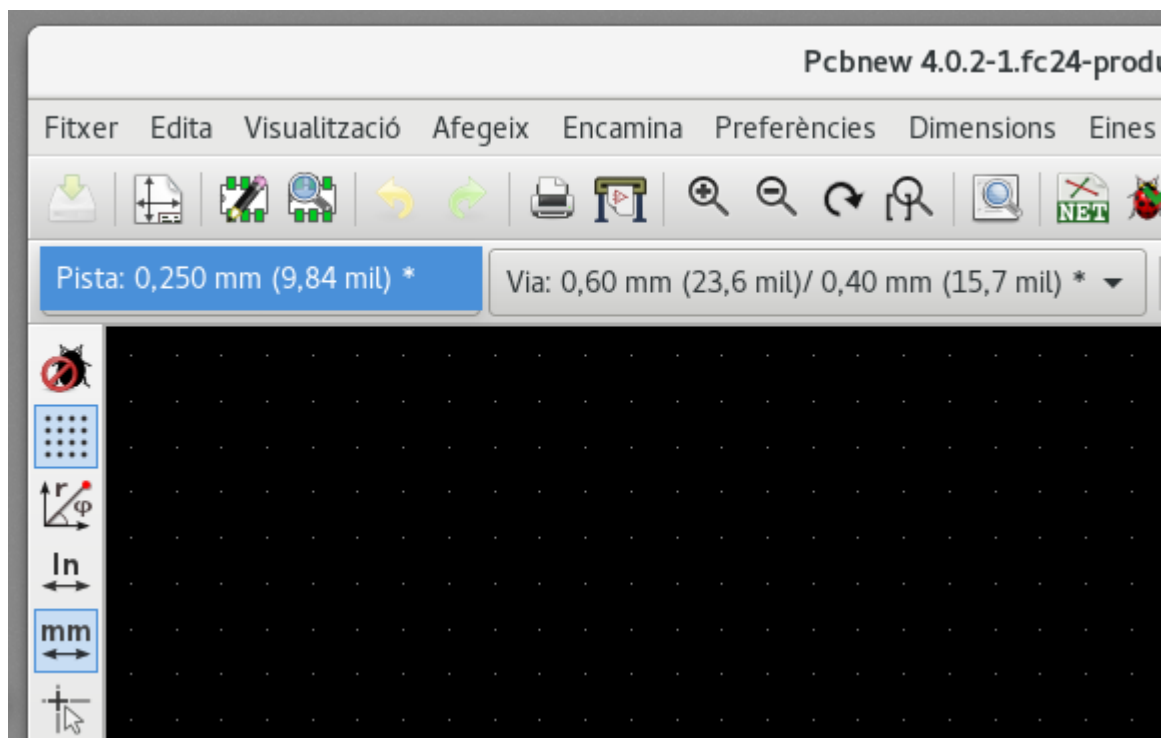 Pcbnew 4.0.2-1.fc24-produ
Fitxer Edita Visualització Afegeix Encamina Preferències Dimensions Eines
NET
Pista: 0,250 mm (9,84 mil) * Via: 0,60 mm (23,6 mil)/ 0,40 mm (15,7 mil) *
r
φ
In
mm